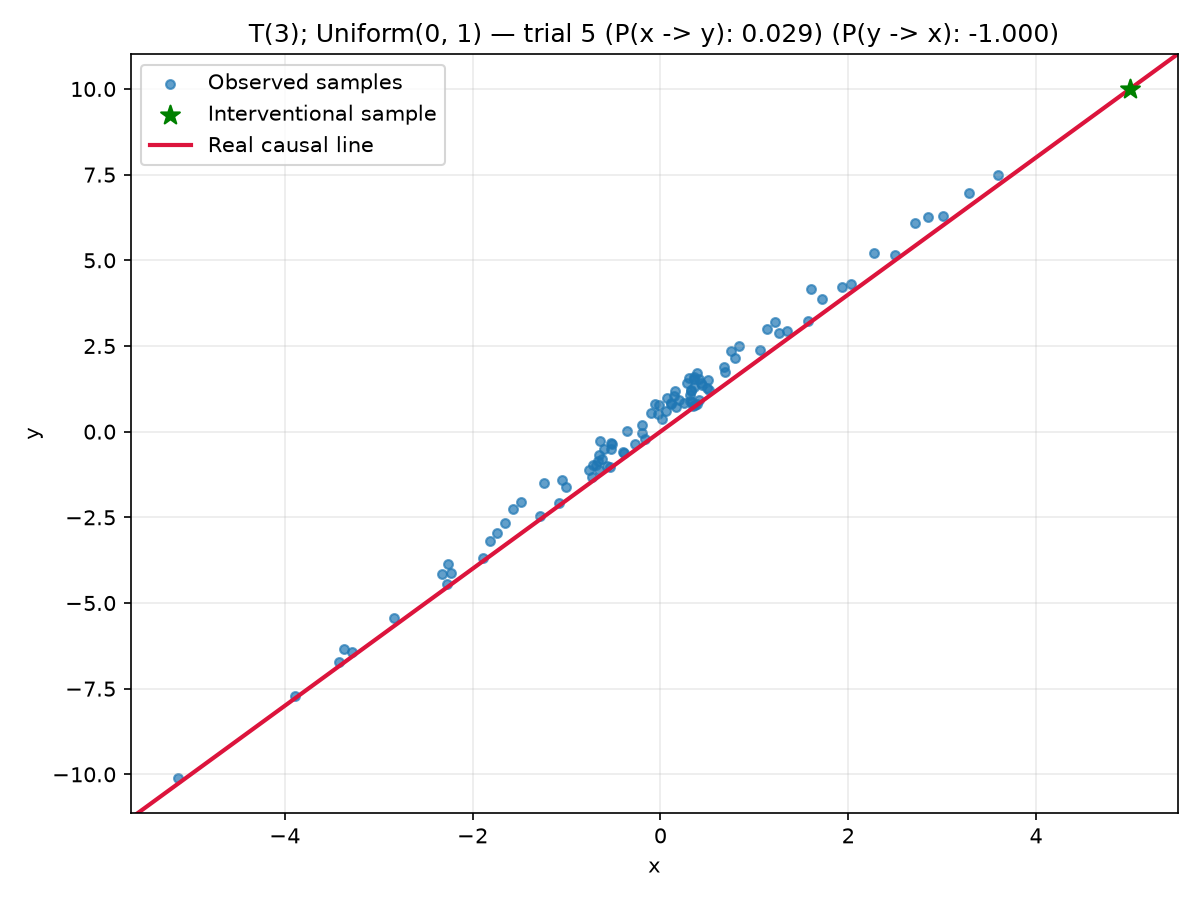 T(3); Uniform(0, 1) — trial 5 (P(x -> y): 0.029) (P(y -> x): -1.000)
Observed samples
Interventional sample
Real causal line
10.0
7.5
5.0
2.5
0.0
−2.5
−5.0
−7.5
−10.0
y
−4
−2
0
2
4
x